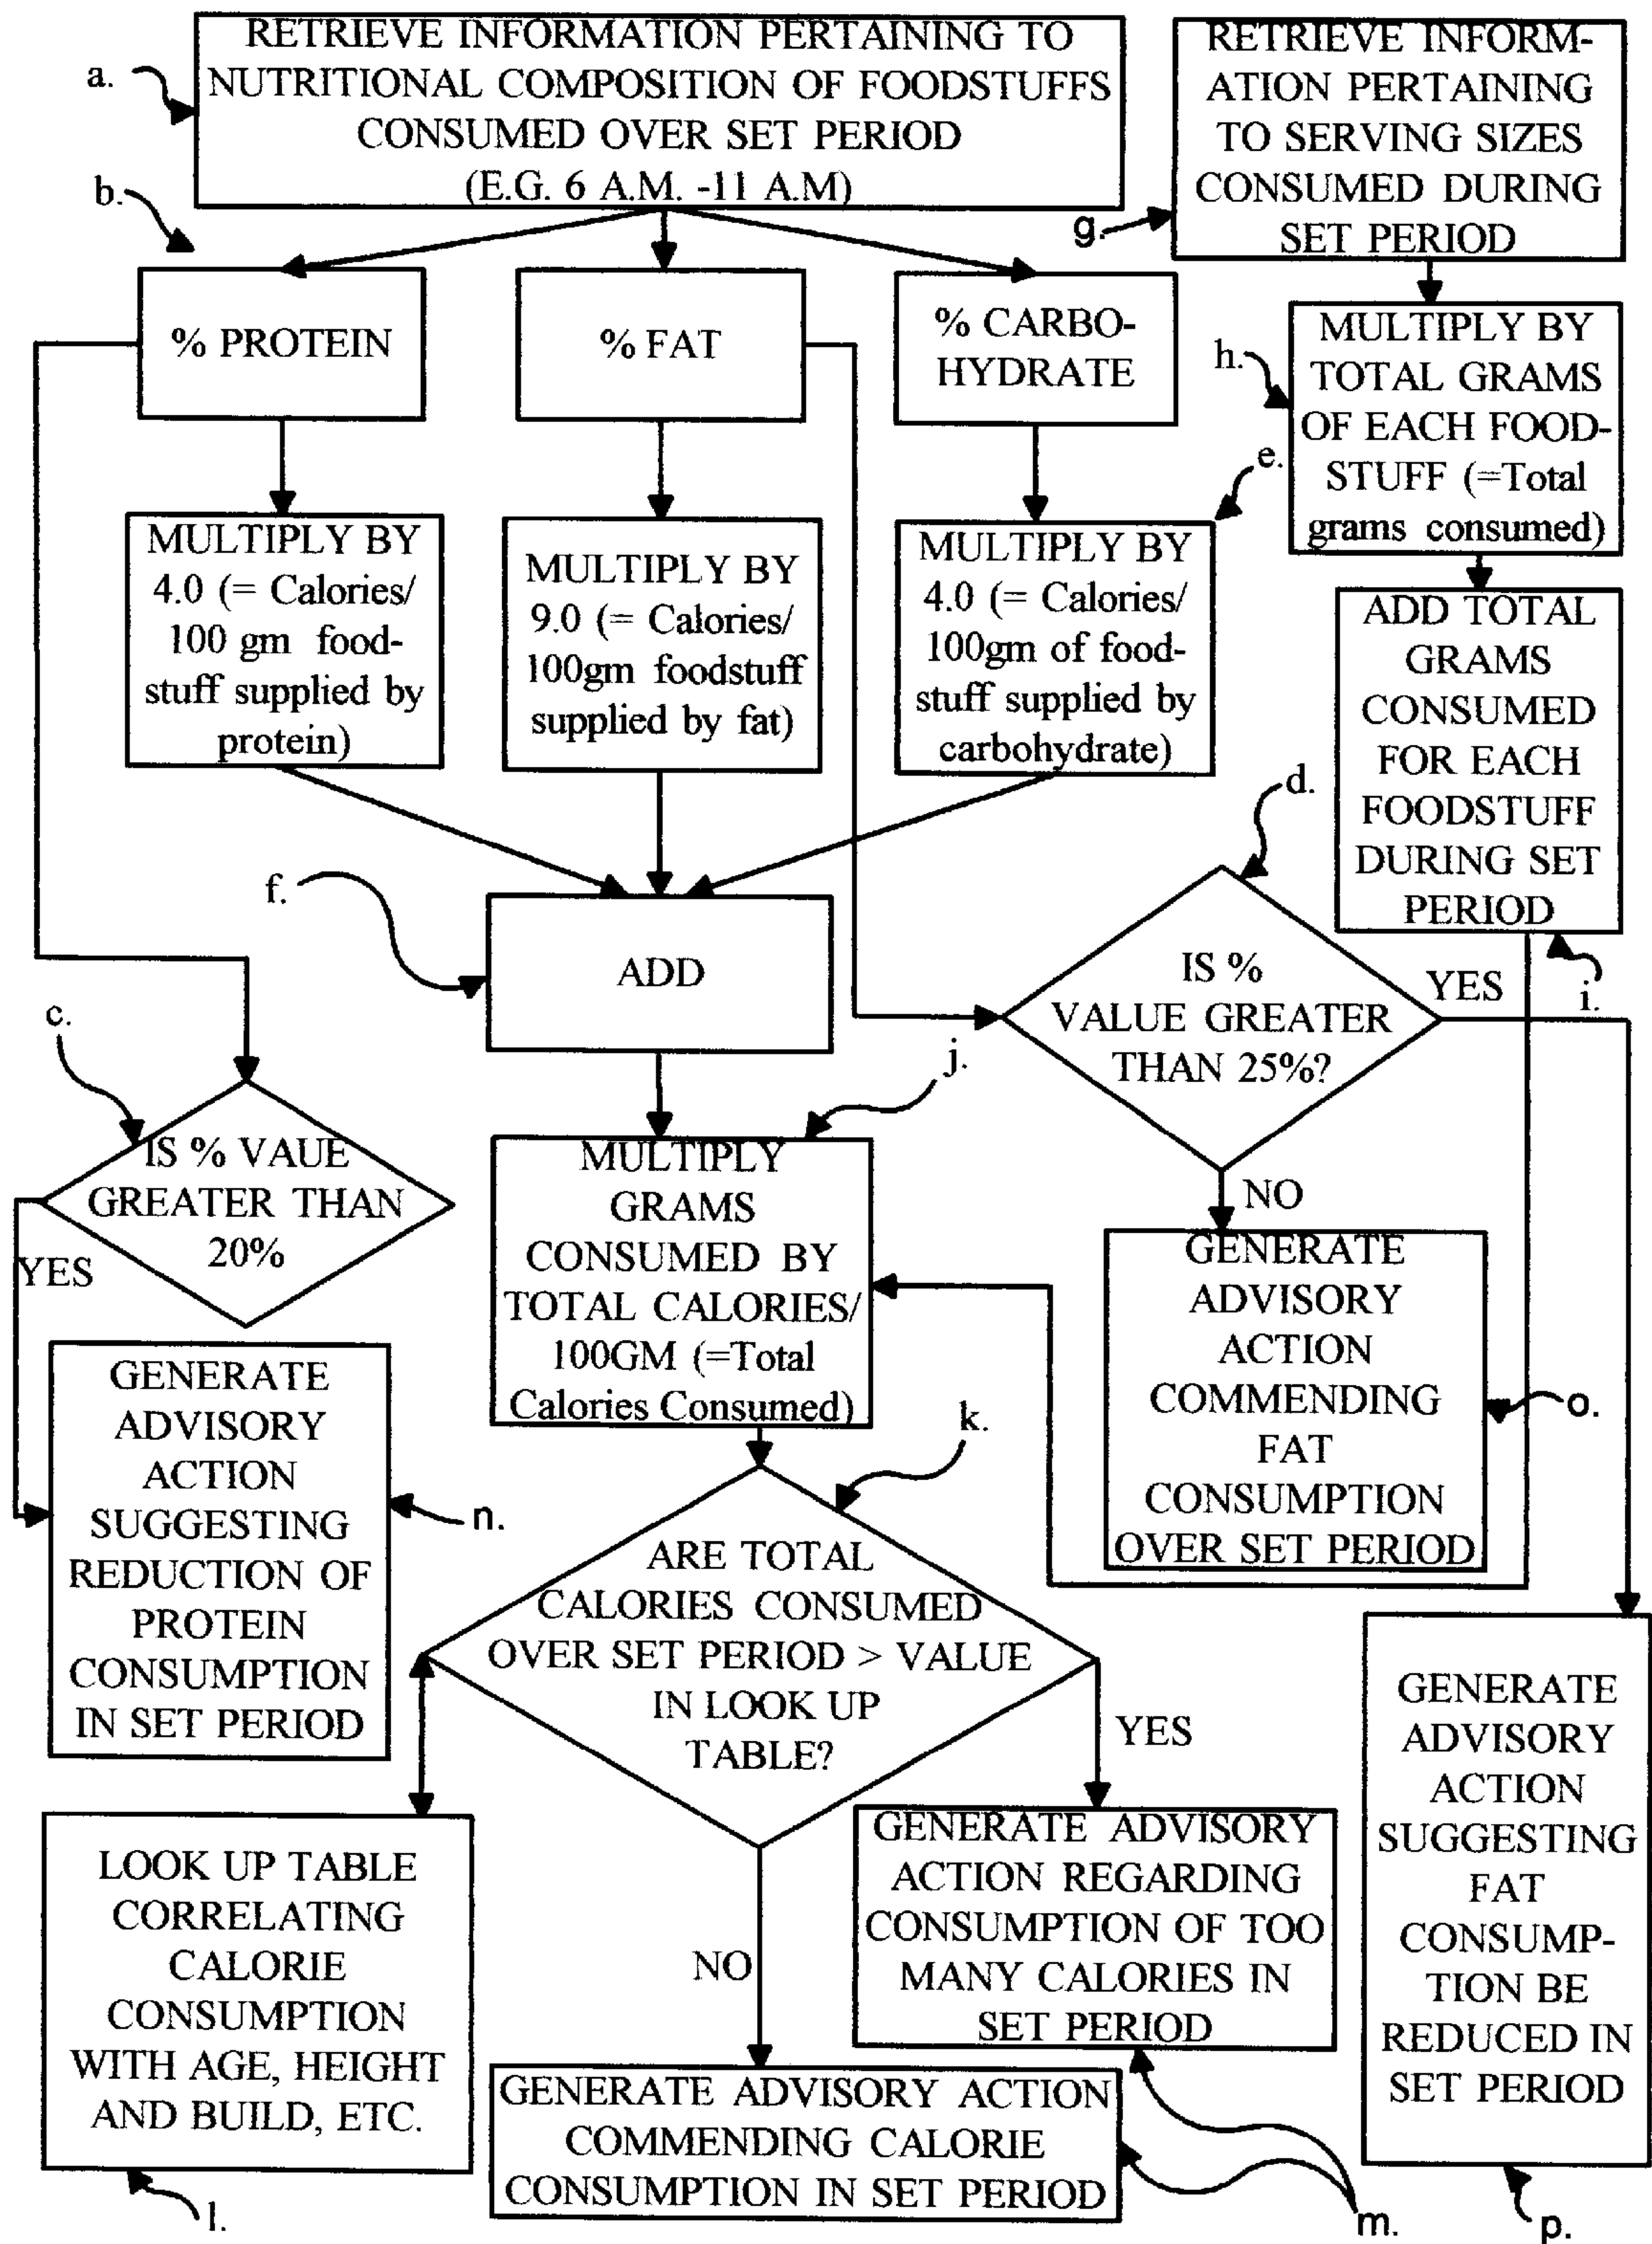 a.
RETRIEVE INFORMATION PERTAINING TO
NUTRITIONAL COMPOSITION OF FOODSTUFFS
CONSUMED OVER SET PERIOD
(E.G. 6 A.M. -11 A.M)
b.
RETRIEVE INFORM-
ATION PERTAINING
TO SERVING SIZES
CONSUMED DURING
SET PERIOD
g.
% PROTEIN
% FAT
% CARBO-
HYDRATE
h.
MULTIPLY BY
TOTAL GRAMS
OF EACH FOOD-
STUFF (=Total
grams consumed)
e.
MULTIPLY BY
4.0 (= Calories/
100 gm food-
stuff supplied by
protein)
MULTIPLY BY
9.0 (= Calories/
100gm foodstuff
supplied by fat)
MULTIPLY BY
4.0 (= Calories/
100gm of food-
stuff supplied by
carbohydrate)
ADD TOTAL
GRAMS
CONSUMED
FOR EACH
FOODSTUFF
DURING SET
PERIOD
i.
d.
f.
ADD
IS %
VALUE GREATER
THAN 25%?
YES
NO
c.
IS % VAUE
GREATER THAN
20%
YES
j.
MULTIPLY
GRAMS
CONSUMED BY
TOTAL CALORIES/
100GM (=Total
Calories Consumed)
GENERATE
ADVISORY
ACTION
COMMENDING
FAT
CONSUMPTION
OVER SET PERIOD
o.
GENERATE
ADVISORY
ACTION
SUGGESTING
REDUCTION OF
PROTEIN
CONSUMPTION
IN SET PERIOD
n.
k.
ARE TOTAL
CALORIES CONSUMED
OVER SET PERIOD > VALUE
IN LOOK UP
TABLE?
YES
NO
GENERATE
ADVISORY
ACTION
SUGGESTING
FAT
CONSUMP-
TION BE
REDUCED IN
SET PERIOD
p.
LOOK UP TABLE
CORRELATING
CALORIE
CONSUMPTION
WITH AGE, HEIGHT
AND BUILD, ETC.
l.
GENERATE ADVISORY
ACTION REGARDING
CONSUMPTION OF TOO
MANY CALORIES IN
SET PERIOD
GENERATE ADVISORY ACTION
COMMENDING CALORIE
CONSUMPTION IN SET PERIOD
m.